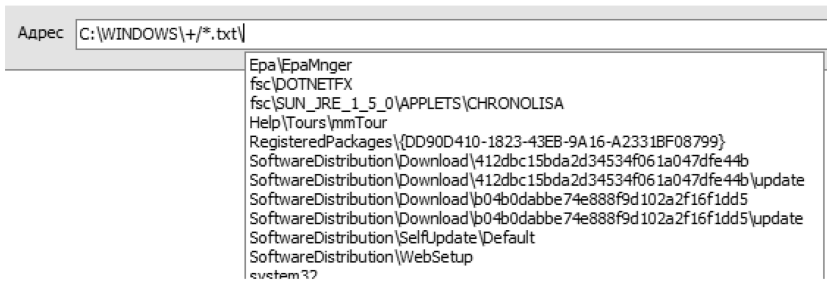 Адрес C:\WINDOWS\+/*.txt\
Epa\EpaMnger
fsc\DOTNETFX
fsc\SUN_JRE_1_5_0\APPLETS\CHRONOLISA
Help\Tours\mmTour
RegisteredPackages\{DD90D410-1823-43EB-9A16-A2331BF08799}
SoftwareDistribution\Download\412dbc15bda2d34534f061a047dfe44b
SoftwareDistribution\Download\412dbc15bda2d34534f061a047dfe44b\update
SoftwareDistribution\Download\b04b0dabbe74e888f9d102a2f16f1dd5
SoftwareDistribution\Download\b04b0dabbe74e888f9d102a2f16f1dd5\update
SoftwareDistribution\SelfUpdate\Default
SoftwareDistribution\WebSetup
system32